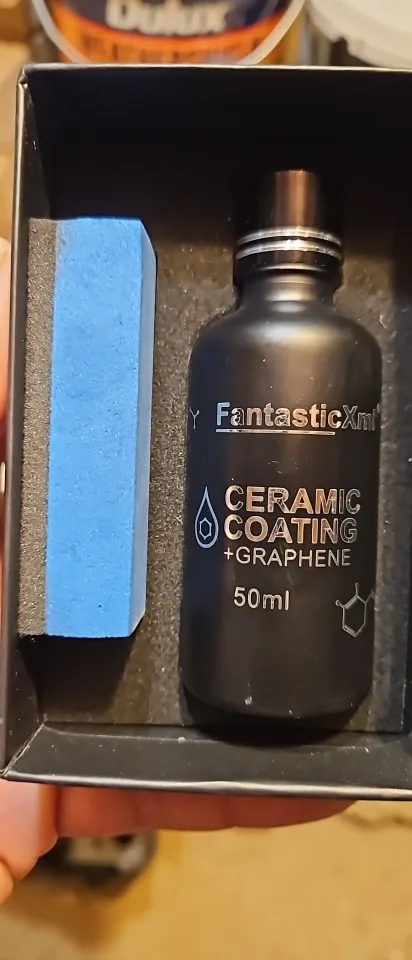 Dulux
Y FantasticXml
CERAMIC
COATING
+GRAPHENE
50ml